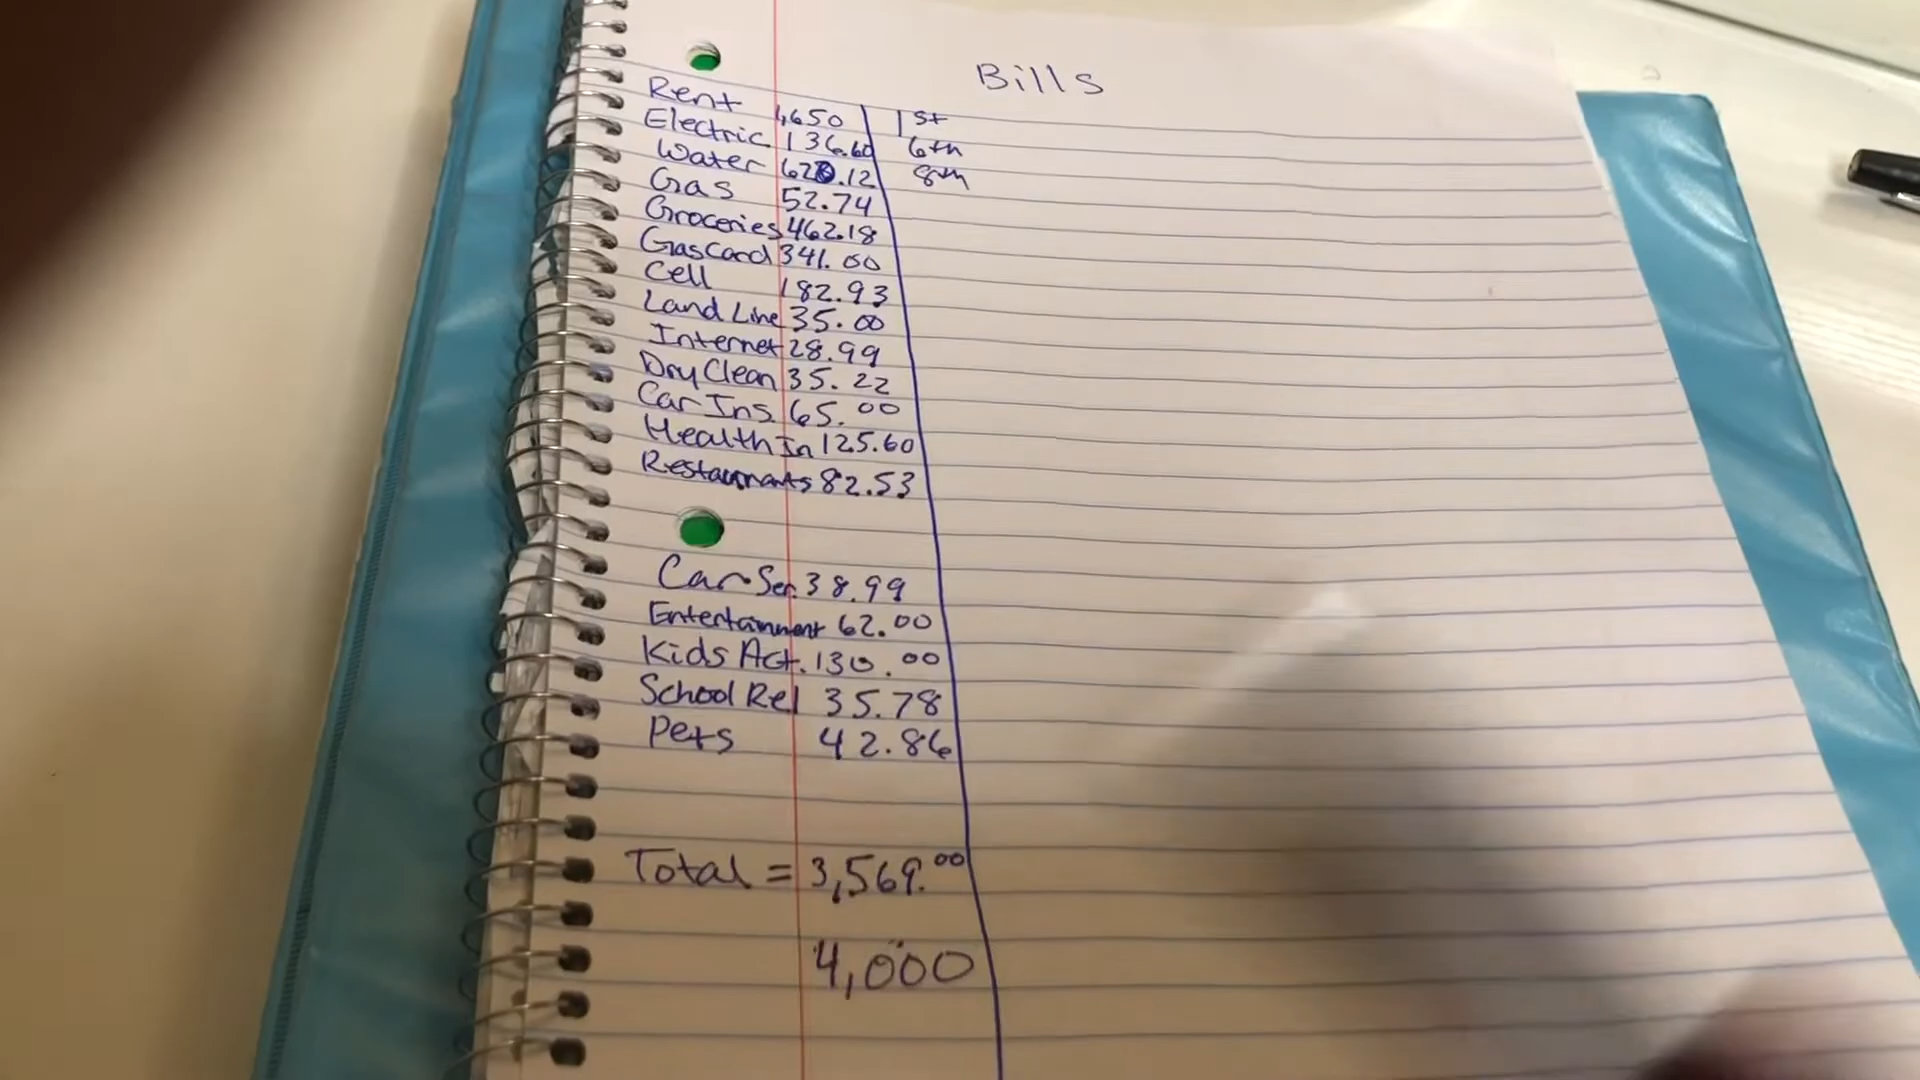 Bills
Rent 1,650 1st
Electric 136.60 6th
Water 62.12 8th
Gas 52.74
Groceries 462.18
Gas Card 341.00
Cell 182.93
Land Line 35.00
Internet 28.99
Dry Clean 35.22
Car Ins. 65.00
Health In 125.60
Restaurants 82.53
Car Ser. 38.99
Entertainment 62.00
Kids Act. 130.00
School Rel 35.78
Pets 42.86
Total = 3,569.00
4,000